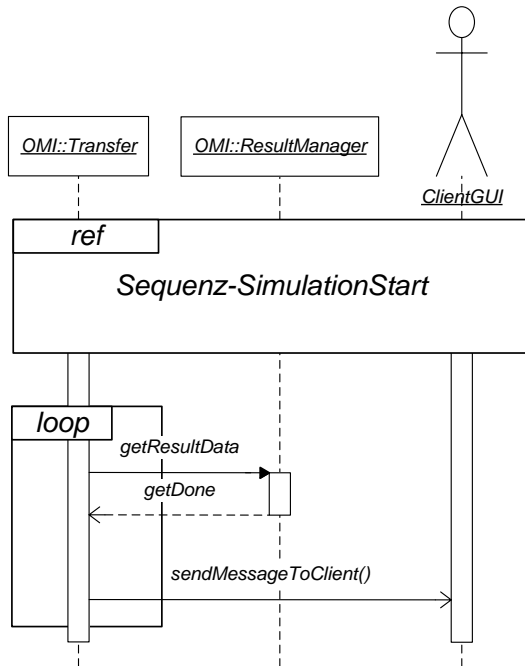 OMI::Transfer
OMI::ResultManager
ClientGUI
ref
Sequenz-SimulationStart
loop
getResultData
getDone
sendMessageToClient()